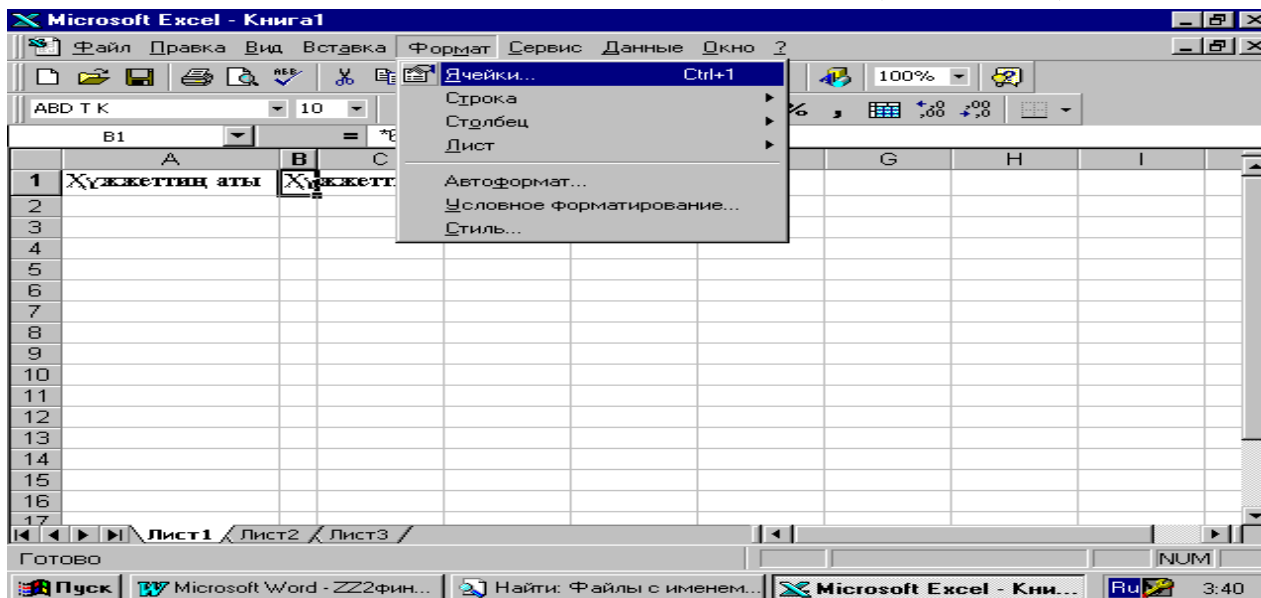 Microsoft Excel - Книга1
Файл Правка Вид Вставка Формат Сервис Данные Окно ?
100%
Ячейки... Ctrl+1
ABD T K 10
Строка
% , ,00
Столбец
B1 =
Лист
A B C G H I
1 Хүжжеттиң аты Хүжжетт
Автоформат...
2 Условное форматирование...
3 Стиль...
4
5
6
7
8
9
10
11
12
13
14
15
16
17
Лист1 Лист2 Лист3
Готово NUM
Пуск Microsoft Word - ZZ2фин... Найти: Файлы с именем... Microsoft Excel - Кни... Ru 3:40